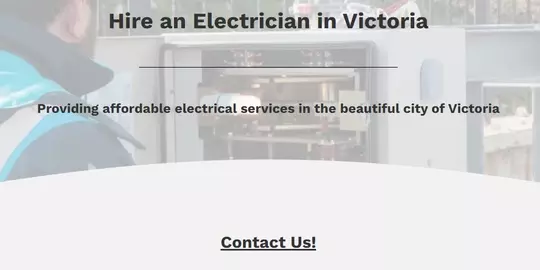 Hire an Electrician in Victoria
Providing affordable electrical services in the beautiful city of Victoria
Contact Us!